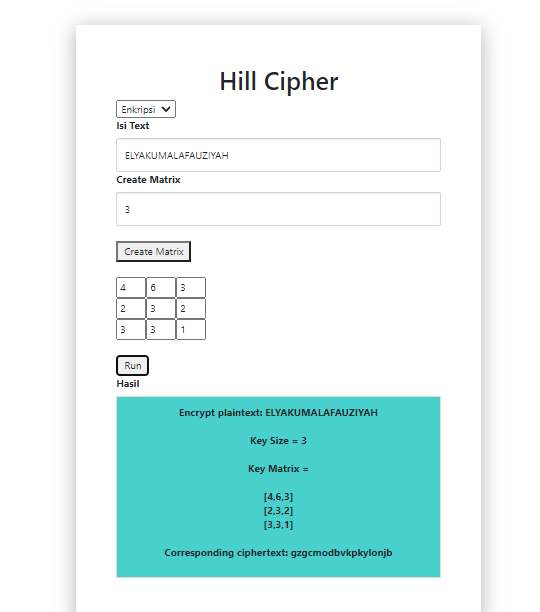 Hill Cipher
Enkripsi
Isi Text
ELYAKUMALAFAUZIYAH
Create Matrix
3
Create Matrix
4 6 3
2 3 2
3 3 1
Run
Hasil
Encrypt plaintext: ELYAKUMALAFAUZIYAH
Key Size = 3
Key Matrix =
[4,6,3]
[2,3,2]
[3,3,1]
Corresponding ciphertext: gzgcmodbvkpkylonjb